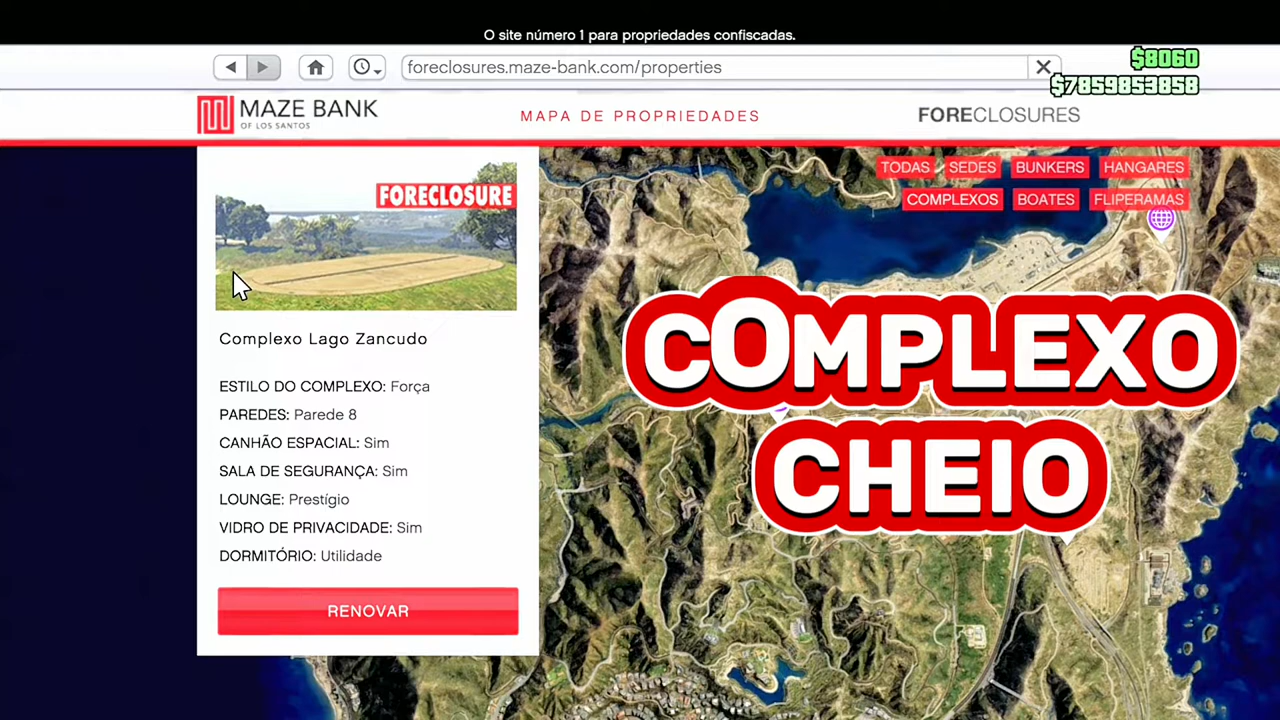 O site número 1 para propriedades confiscadas.
foreclosures.maze-bank.com/properties
$8060
$7859853858
MAZE BANK
OF LOS SANTOS
MAPA DE PROPRIEDADES
FORECLOSURES
TODAS SEDES BUNKERS HANGARES
COMPLEXOS BOATES FLIPERAMAS
FORECLOSURE
Complexo Lago Zancudo
ESTILO DO COMPLEXO: Força
PAREDES: Parede 8
CANHÃO ESPACIAL: Sim
SALA DE SEGURANÇA: Sim
LOUNGE: Prestígio
VIDRO DE PRIVACIDADE: Sim
DORMITÓRIO: Utilidade
RENOVAR
COMPLEXO
CHEIO